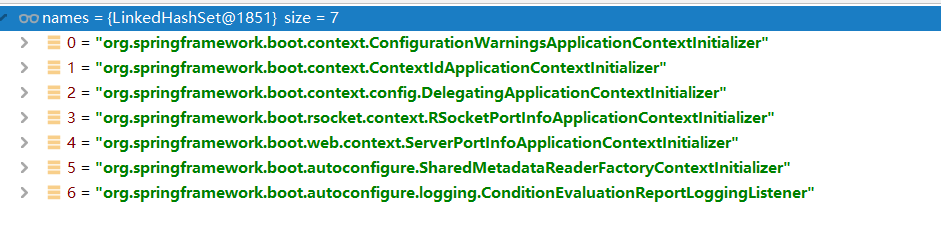 names = {LinkedHashSet@1851} size = 7
0 = "org.springframework.boot.context.ConfigurationWarningsApplicationContextInitializer"
1 = "org.springframework.boot.context.ContextIdApplicationContextInitializer"
2 = "org.springframework.boot.context.config.DelegatingApplicationContextInitializer"
3 = "org.springframework.boot.rsocket.context.RSocketPortInfoApplicationContextInitializer"
4 = "org.springframework.boot.web.context.ServerPortInfoApplicationContextInitializer"
5 = "org.springframework.boot.autoconfigure.SharedMetadataReaderFactoryContextInitializer"
6 = "org.springframework.boot.autoconfigure.logging.ConditionEvaluationReportLoggingListener"